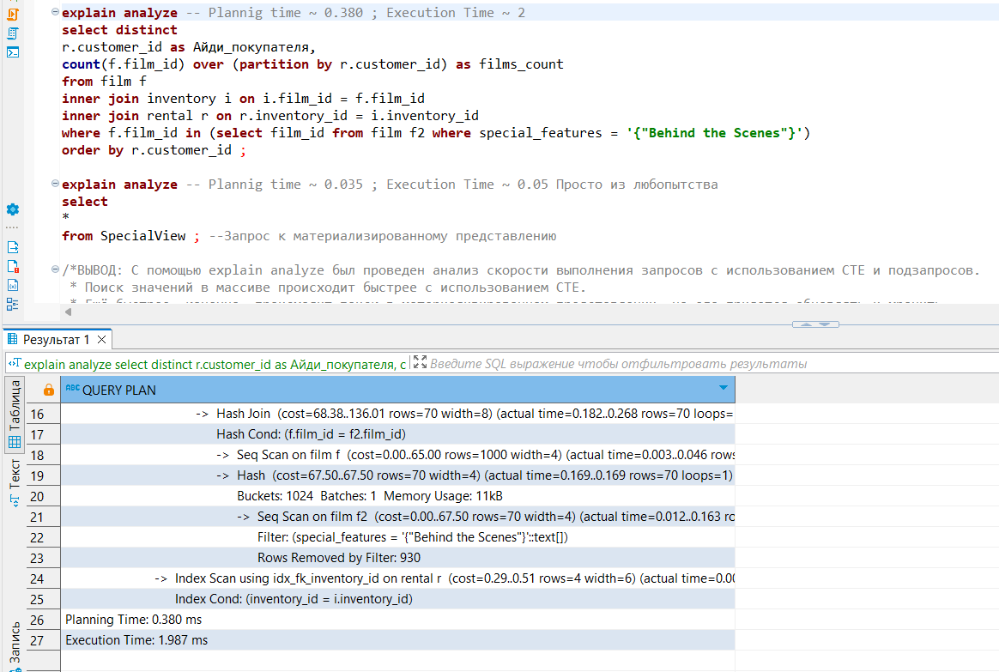 explain analyze -- Plannig time ~ 0.380 ; Execution Time ~ 2
select distinct
r.customer_id as Айди_покупателя,
count(f.film_id) over (partition by r.customer_id) as films_count
from film f
inner join inventory i on i.film_id = f.film_id
inner join rental r on r.inventory_id = i.inventory_id
where f.film_id in (select film_id from film f2 where special_features = '{"Behind the Scenes"}')
order by r.customer_id ;
explain analyze -- Plannig time ~ 0.035 ; Execution Time ~ 0.05 Просто из любопытства
select
*
from SpecialView ; --Запрос к материализированному представлению
/*ВЫВОД: С помощью explain analyze был проведен анализ скорости выполнения запросов с использованием CTE и подзапросов.
* Поиск значений в массиве происходит быстрее с использованием CTE.
Результат 1
explain analyze select distinct r.customer_id as Айди_покупателя, c
Введите SQL выражение чтобы отфильтровать результаты
Таблица
Текст
Запись
ABC QUERY PLAN
16 -> Hash Join (cost=68.38..136.01 rows=70 width=8) (actual time=0.182..0.268 rows=70 loops=
17 Hash Cond: (f.film_id = f2.film_id)
18 -> Seq Scan on film f (cost=0.00..65.00 rows=1000 width=4) (actual time=0.003..0.046 rows
19 -> Hash (cost=67.50..67.50 rows=70 width=4) (actual time=0.169..0.169 rows=70 loops=1)
20 Buckets: 1024 Batches: 1 Memory Usage: 11kB
21 -> Seq Scan on film f2 (cost=0.00..67.50 rows=70 width=4) (actual time=0.012..0.163 ro
22 Filter: (special_features = '{"Behind the Scenes"}'::text[])
23 Rows Removed by Filter: 930
24 -> Index Scan using idx_fk_inventory_id on rental r (cost=0.29..0.51 rows=4 width=6) (actual time=0.00
25 Index Cond: (inventory_id = i.inventory_id)
26 Planning Time: 0.380 ms
27 Execution Time: 1.987 ms